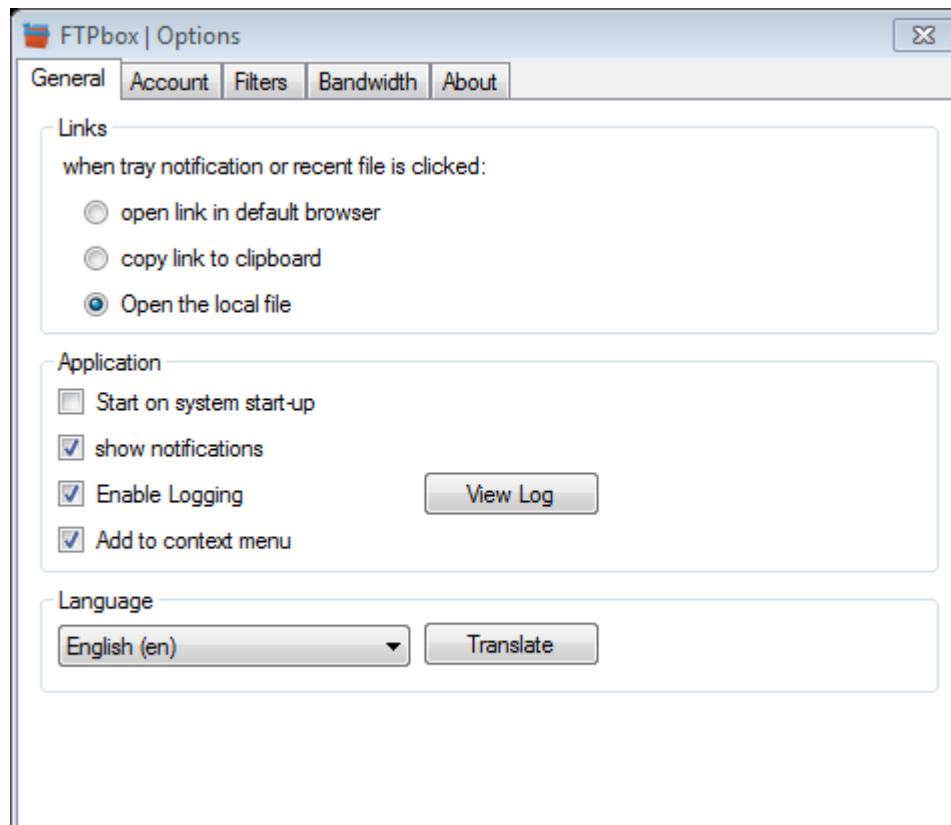 FTPbox | Options
General Account Filters Bandwidth About
Links
when tray notification or recent file is clicked:
open link in default browser
copy link to clipboard
Open the local file
Application
Start on system start-up
show notifications
Enable Logging View Log
Add to context menu
Language
English (en) Translate